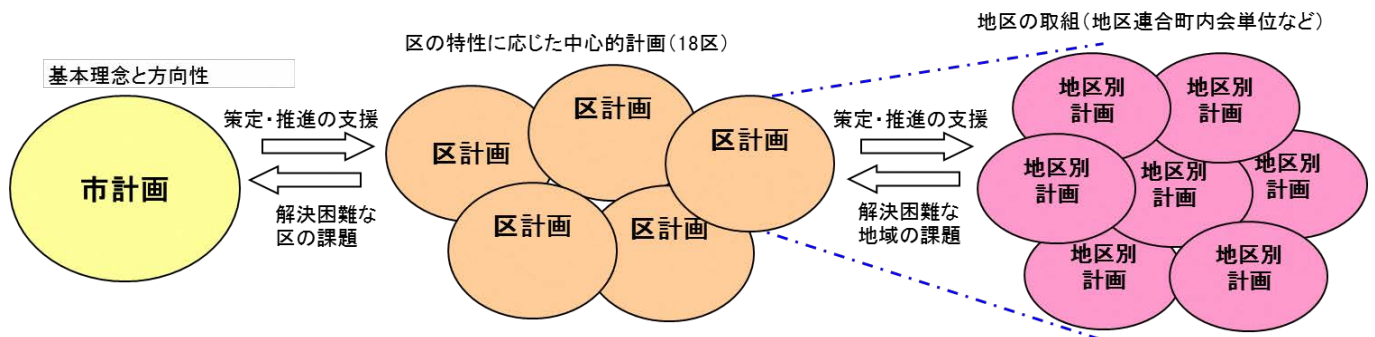 基本理念と方向性
市計画
策定・推進の支援
解決困難な
区の課題
区の特性に応じた中心的計画(18区)
区計画
区計画
区計画
区計画
区計画
策定・推進の支援
解決困難な
地域の課題
地区の取組(地区連合町内会単位など)
地区別
計画
地区別
計画
地区別
計画
地区別
計画
地区別
計画
地区別
計画
地区別
計画